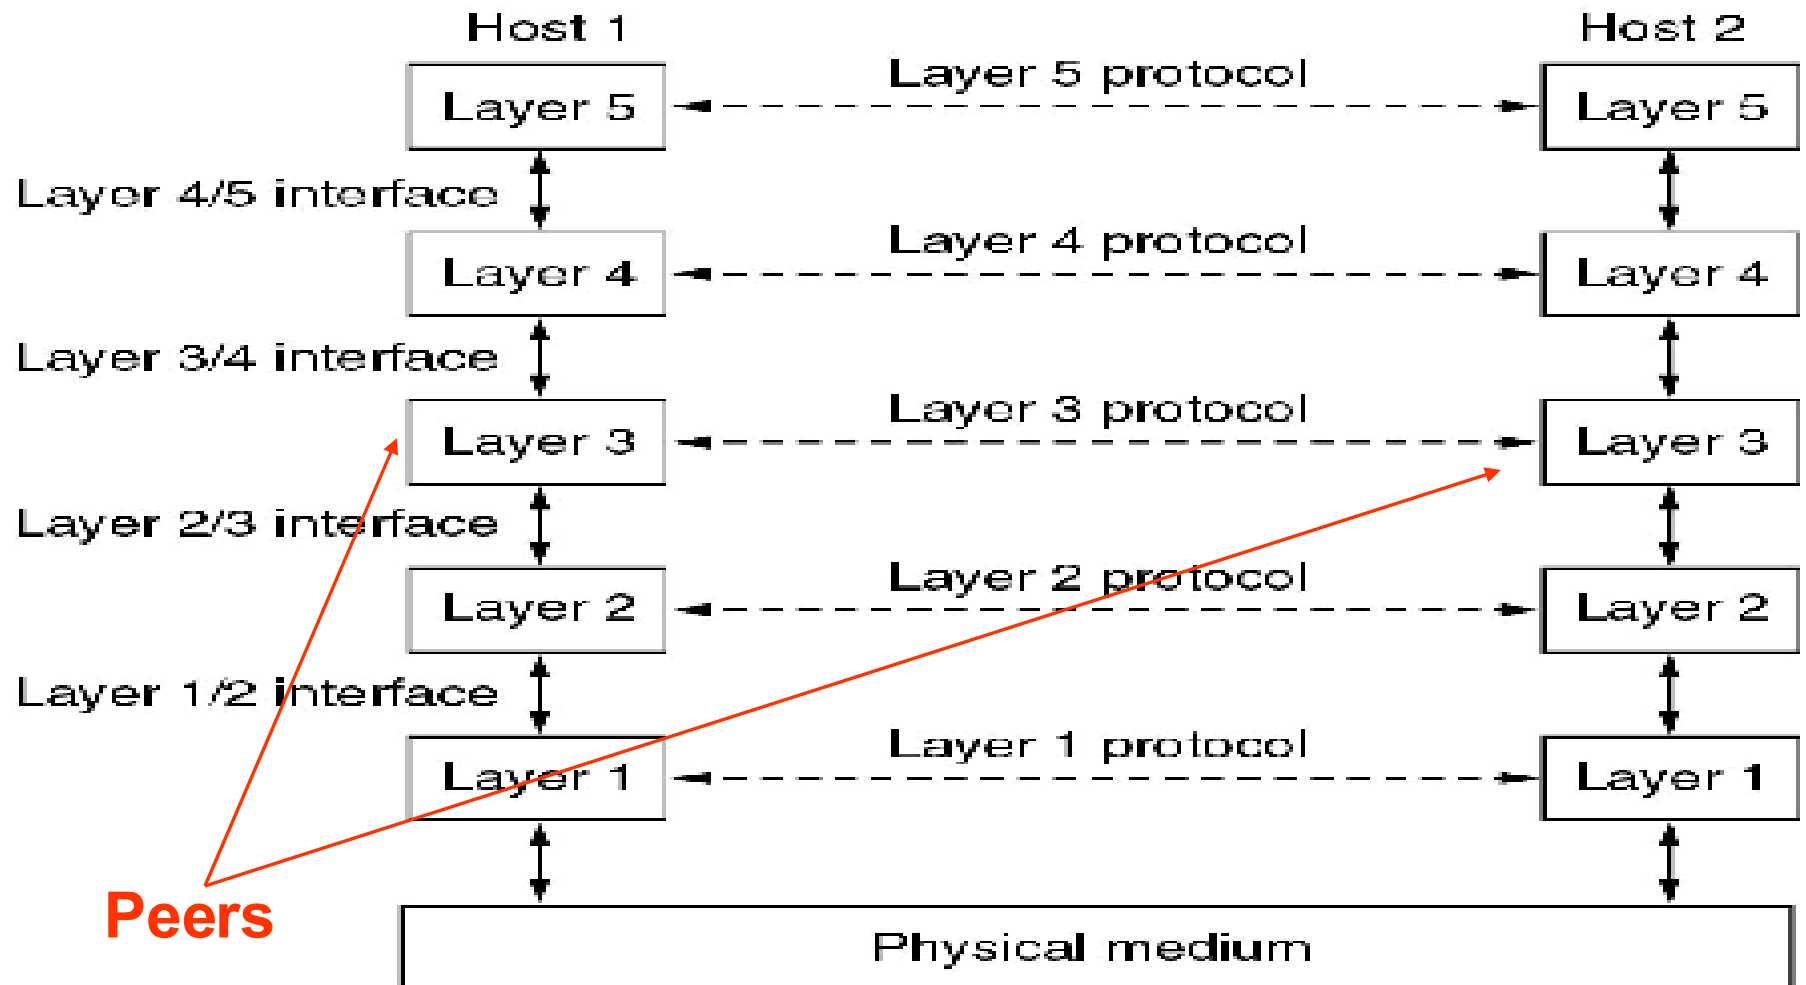 Host 1
Host 2
Layer 5 protocol
Layer 5
Layer 5
Layer 4/5 interface
Layer 4 protocol
Layer 4
Layer 4
Layer 3/4 interface
Layer 3 protocol
Layer 3
Layer 3
Layer 2/3 interface
Layer 2 protocol
Layer 2
Layer 2
Layer 1/2 interface
Layer 1 protocol
Layer 1
Layer 1
Peers
Physical medium